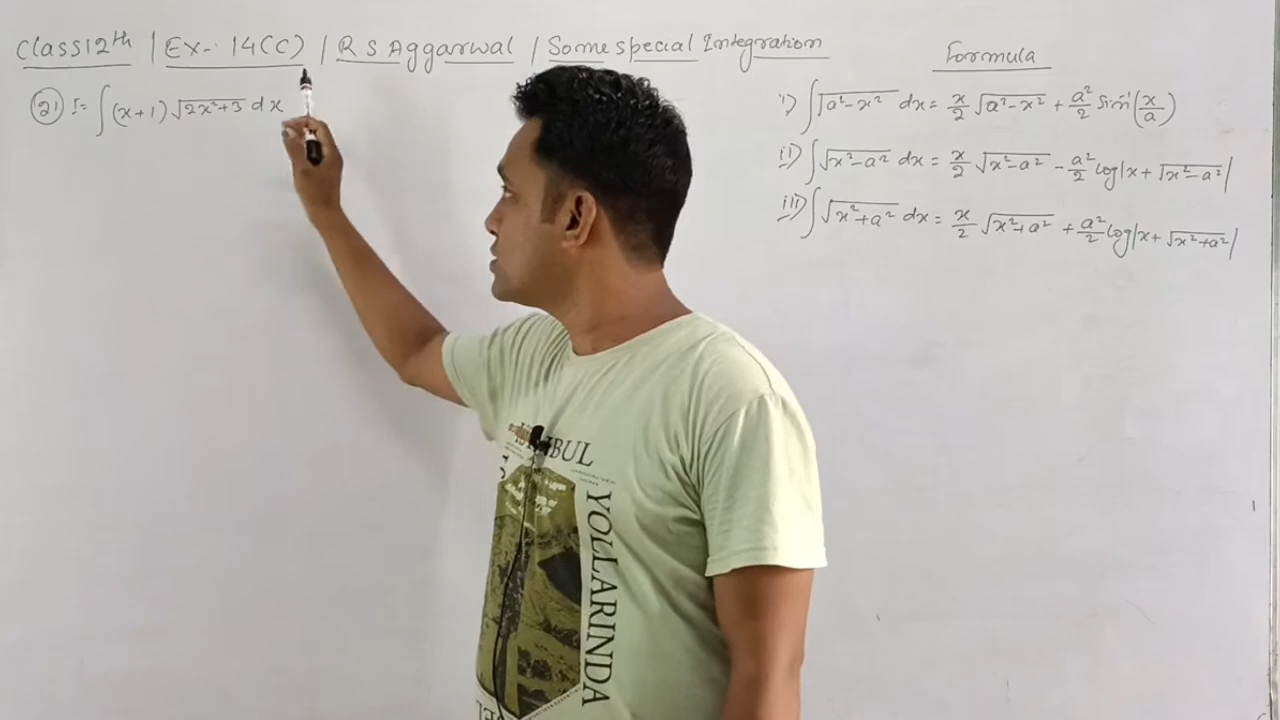 Class 12th / Ex- 14(C) / R S Aggarwal / Some special Integration
21 I = ∫(x+1) √2x²+3 dx
Formula
i) ∫√a²-x² dx = x/2 √a²-x² + a²/2 Sin⁻¹(x/a)
ii) ∫√x²-a² dx = x/2 √x²-a² - a²/2 log|x + √x²-a²|
iii) ∫√x²+a² dx = x/2 √x²+a² + a²/2 log|x + √x²+a²|
BUL
YOLLARINDA